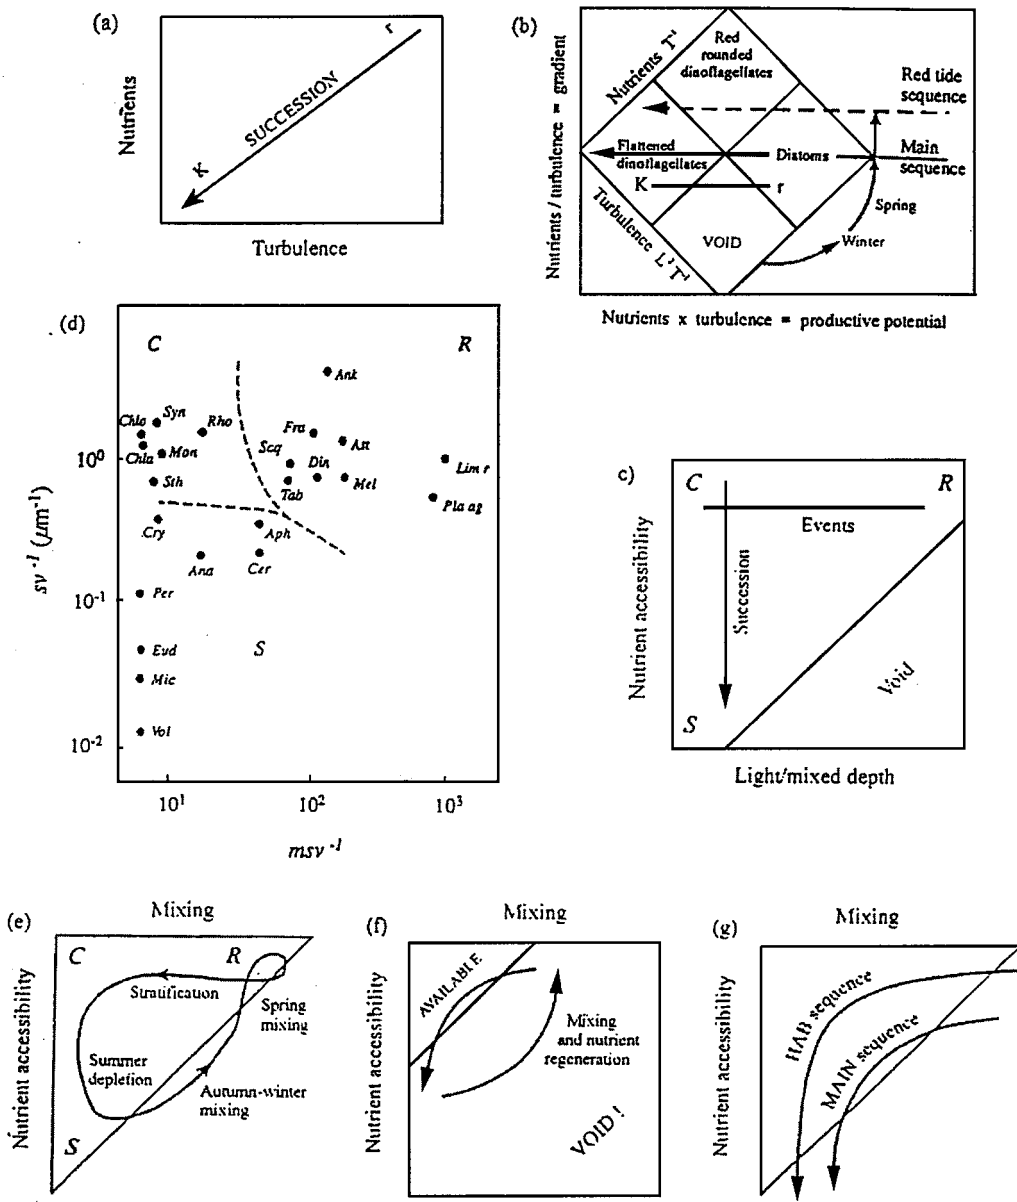 (a)
Nutrients
r
SUCCESSION
K
Turbulence
(b)
Nutrients / turbulence = gradient
Nutrients T⁻¹
Red
rounded
dinoflagellates
Red tide
sequence
Flattened
dinoflagellates
Diatoms
Main
sequence
K
r
Spring
Turbulence L² T⁻¹
VOID
Winter
Nutrients x turbulence = productive potential
(d)
C
R
Ank
Chlo
Syn
Rho
Fra
Ast
Chla
Mon
Scq
Din
Lim r
10⁰
Sth
Tab
Mel
Pla ag
Cry
Aph
Ana
Cer
sv⁻¹ (μm⁻¹)
10⁻¹
Per
Eud
S
Mic
Vol
10⁻²
10¹
10²
10³
msv⁻¹
c)
C
R
Events
Nutrient accessibility
Succession
Void
S
Light/mixed depth
(e)
Mixing
Nutrient accessibility
C
R
Stratification
Spring
mixing
Summer
depletion
Autumn-winter
mixing
S
(f)
Mixing
Nutrient accessibility
AVAILABLE
Mixing
and nutrient
regeneration
VOID !
(g)
Mixing
Nutrient accessibility
HAB sequence
MAIN sequence